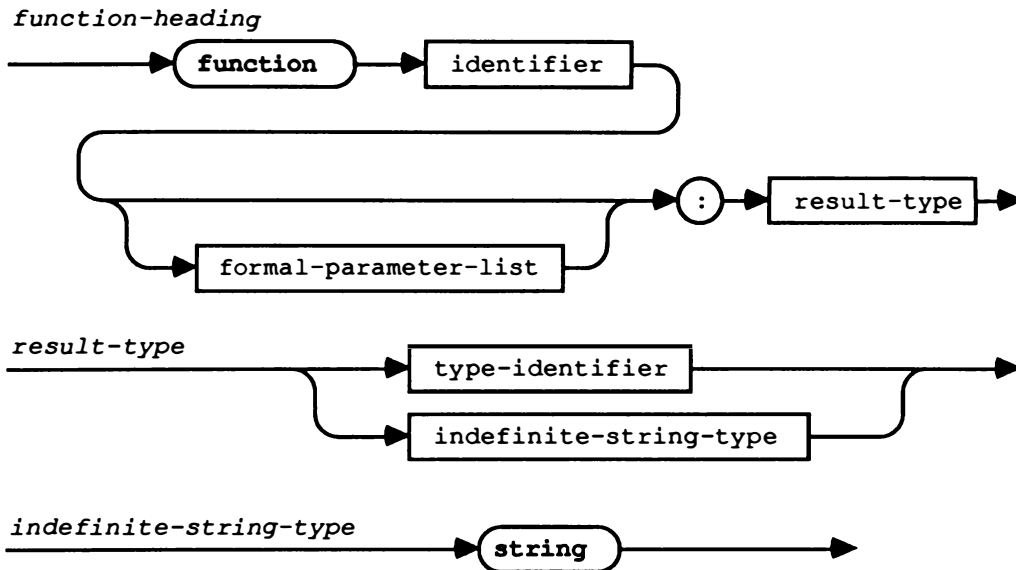 function-heading
function identifier
: result-type
formal-parameter-list
result-type
type-identifier
indefinite-string-type
indefinite-string-type
string